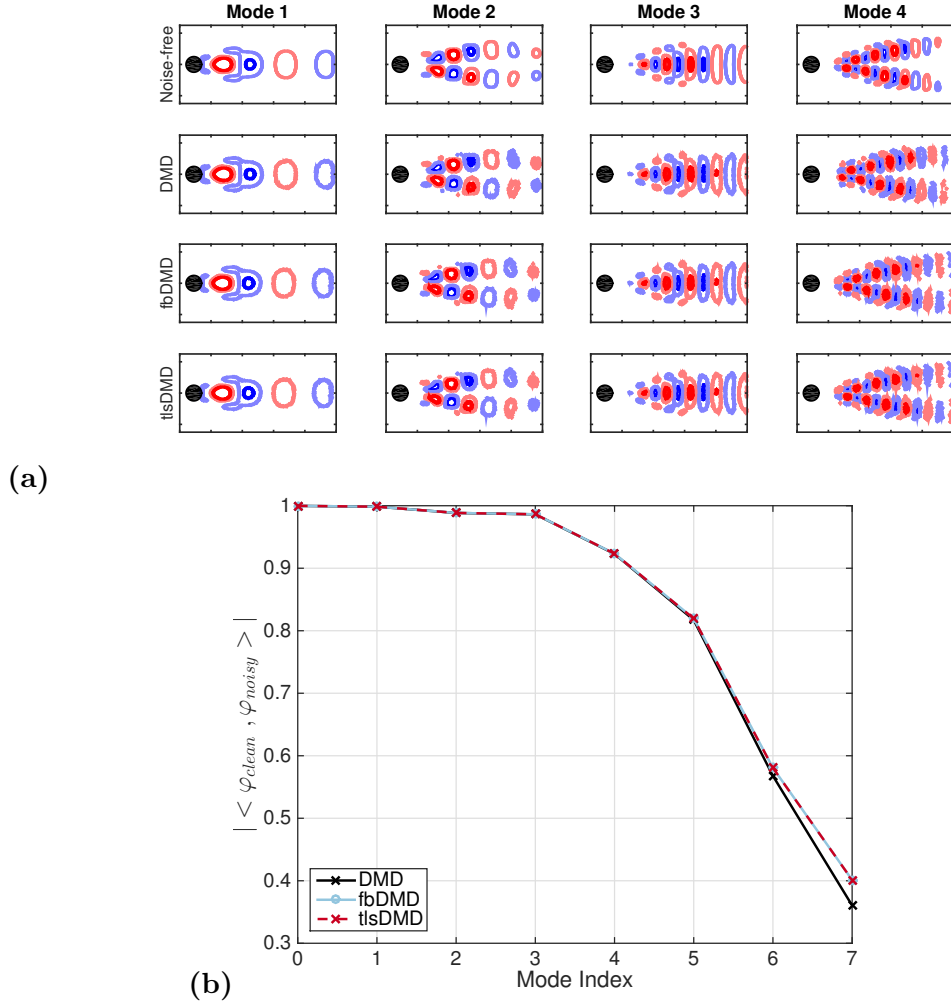 Mode 1 Mode 2 Mode 3 Mode 4
Noise-free
DMD
fbDMD
tlsDMD
(a)
1
0.9
0.8
0.7
0.6
0.5
0.4
0.3
| < φclean , φnoisy > |
DMD
fbDMD
tlsDMD
0 1 2 3 4 5 6 7
Mode Index
(b)